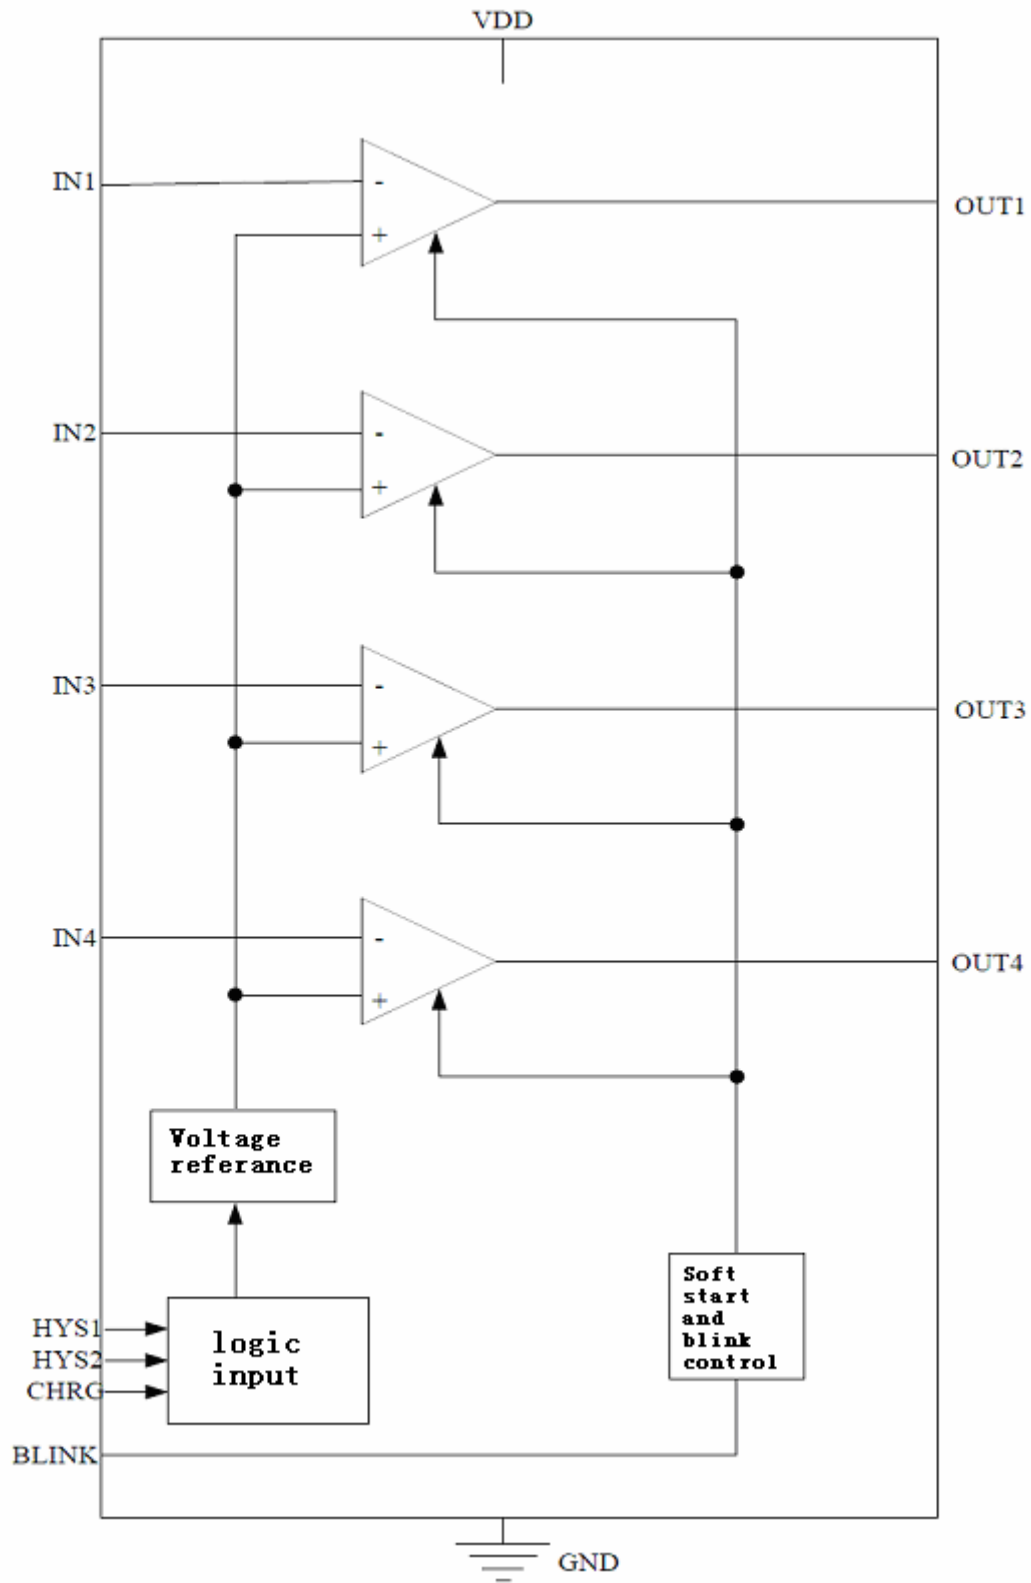 VDD
IN1
-
+
OUT1
IN2
-
+
OUT2
IN3
-
+
OUT3
IN4
-
+
OUT4
Voltage
referance
Soft
start
and
blink
control
HYS1
HYS2
CHRG
logic
input
BLINK
GND